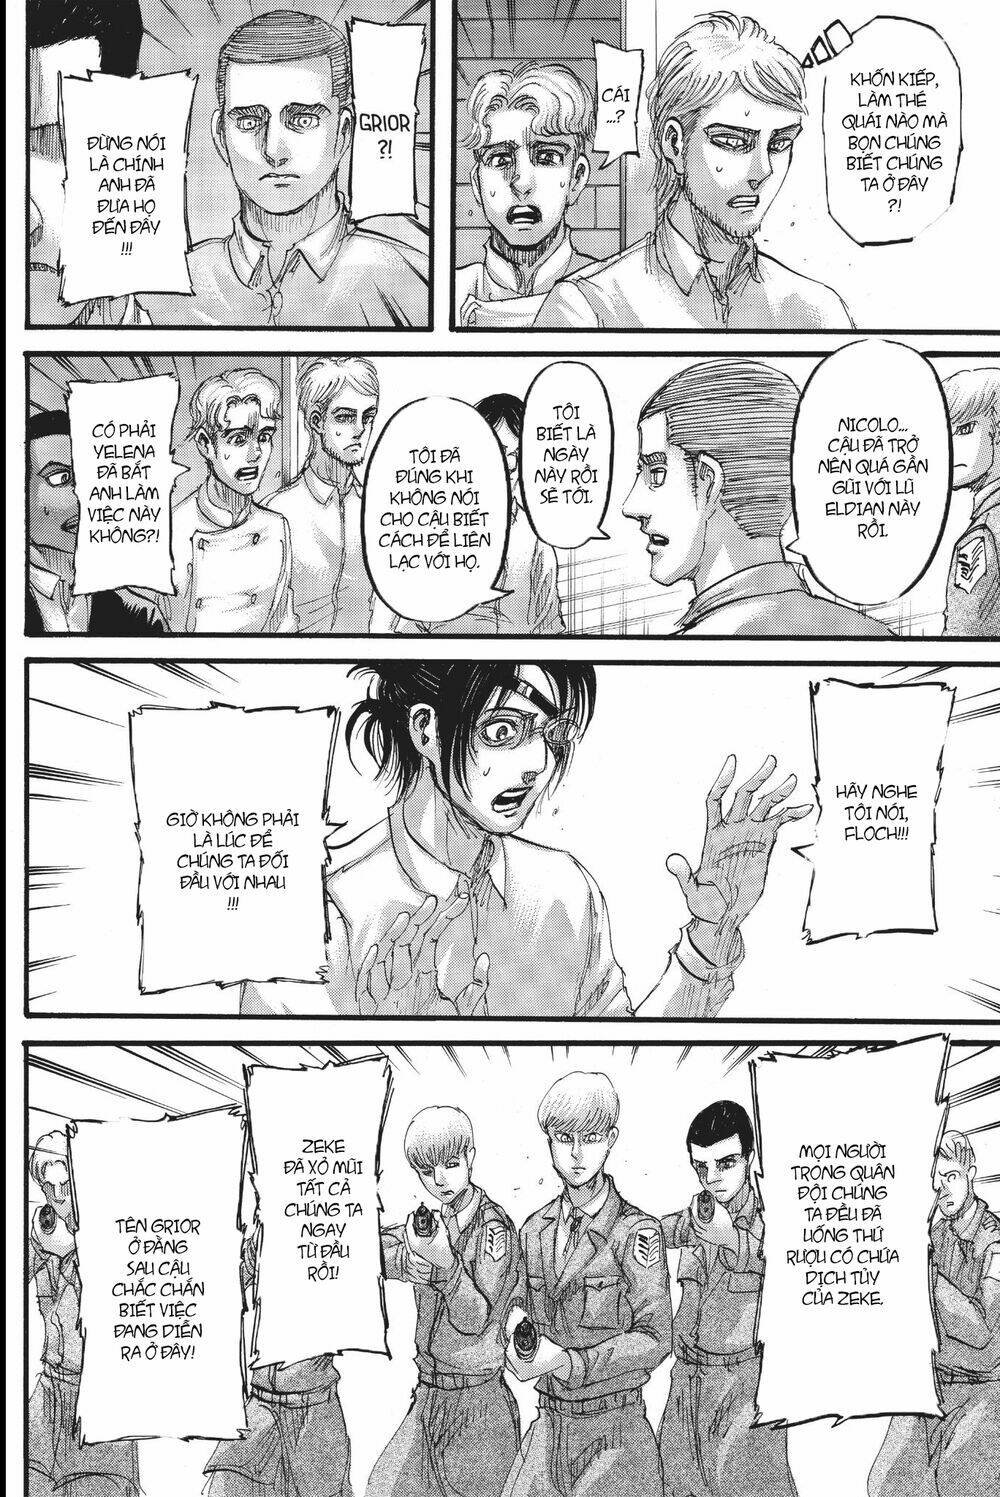 KHỐN KIẾP,
LÀM THẾ
QUÁI NÀO MÀ
BỌN CHÚNG
BIẾT CHÚNG
TA Ở ĐÂY
?!
CÁI
...?
GRIOR
?!
ĐỪNG NÓI
LÀ CHÍNH
ANH ĐÃ
ĐƯA HỌ
ĐẾN ĐÂY
!!!
NICOLO...
CẬU ĐÃ TRỞ
NÊN QUÁ GẦN
GŨI VỚI LŨ
ELDIAN NÀY
RỒI.
TÔI
BIẾT LÀ
NGÀY
NÀY RỒI
SẼ TỚI.
TÔI ĐÃ
ĐÚNG KHI
KHÔNG NÓI
CHO CẬU BIẾT
CÁCH ĐỂ LIÊN
LẠC VỚI HỌ.
CÓ PHẢI
YELENA
ĐÃ BẮT
ANH LÀM
VIỆC NÀY
KHÔNG?!
HÃY NGHE
TÔI NÓI,
FLOCH!!!
GIỜ KHÔNG PHẢI
LÀ LÚC ĐỂ
CHÚNG TA ĐỐI
ĐẦU VỚI NHAU
!!!
MỌI NGƯỜI
TRONG QUÂN
ĐỘI CHÚNG
TA ĐỀU ĐÃ
UỐNG THỨ
RƯỢU CÓ CHỨA
DỊCH TỦY
CỦA ZEKE.
ZEKE
ĐÃ XỎ MŨI
TẤT CẢ
CHÚNG TA
NGAY
TỪ ĐẦU
RỒI!
TÊN GRIOR
Ở ĐẰNG
SAU CẬU
CHẮC CHẮN
BIẾT VIỆC
ĐANG DIỄN
RA Ở ĐÂY!